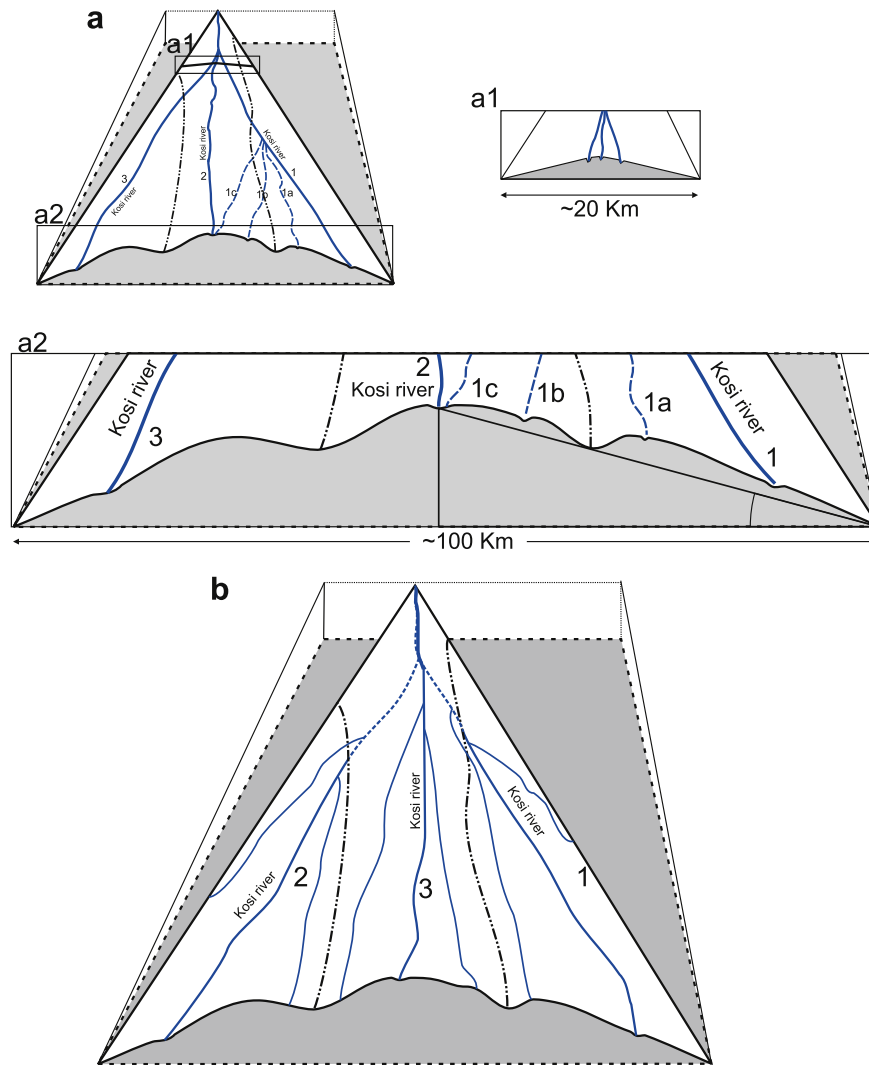 a
a1
Kosi river
Kosi river
3
2
1
Kosi river
1c
1b
1a
a2
a1
~20 Km
a2
Kosi river
3
2
Kosi river
1c
1b
1a
Kosi river
1
~100 Km
b
Kosi river
Kosi river
1
2
3
Kosi river